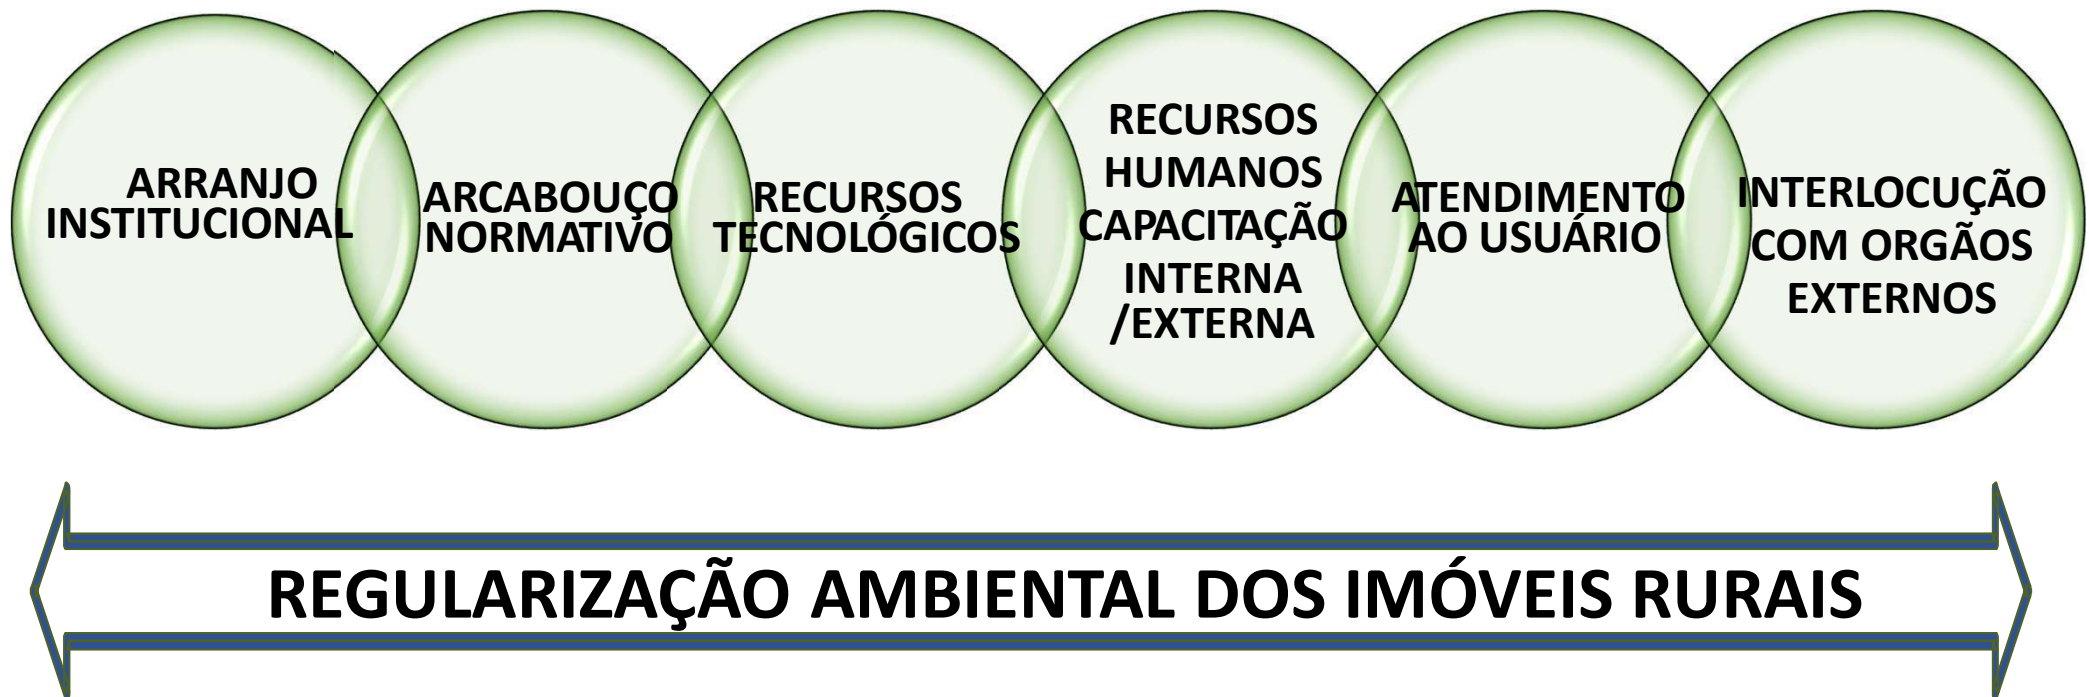 ARRANJO
INSTITUCIONAL
ARCABOUÇO
NORMATIVO
RECURSOS
TECNOLÓGICOS
RECURSOS
HUMANOS
CAPACITAÇÃO
INTERNA
/EXTERNA
ATENDIMENTO
AO USUÁRIO
INTERLOCUÇÃO
COM ORGÃOS
EXTERNOS
REGULARIZAÇÃO AMBIENTAL DOS IMÓVEIS RURAIS